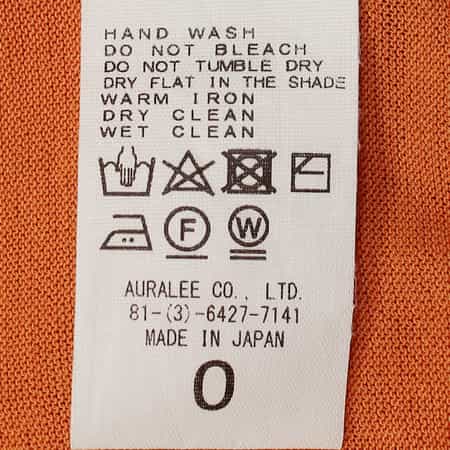 HAND WASH
DO NOT BLEACH
DO NOT TUMBLE DRY
DRY FLAT IN THE SHADE
WARM IRON
DRY CLEAN
WET CLEAN
F W
AURALEE CO., LTD.
81-(3)-6427-7141
MADE IN JAPAN
0